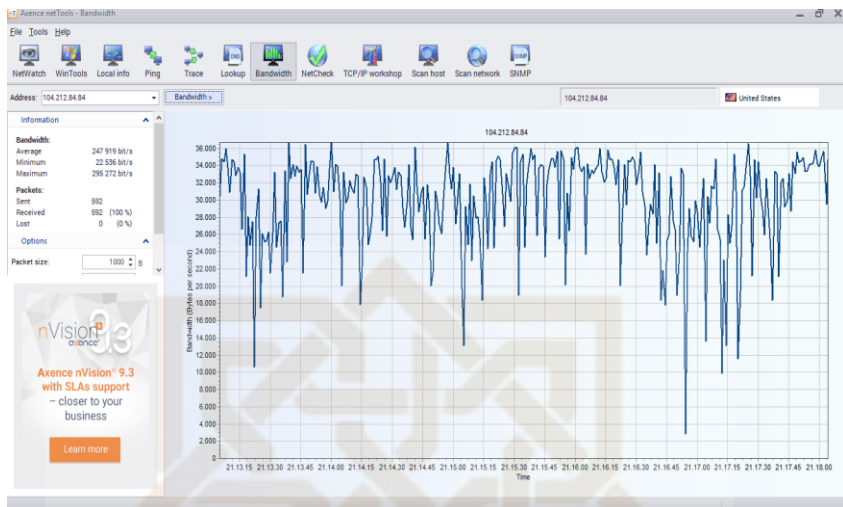 Axence netTools - Bandwidth
File Tools Help
NetWatch WinTools Local info Ping Trace Lookup Bandwidth NetCheck TCP/IP workshop Scan host Scan network SNMP
Address: 104.212.84.84 Bandwidth > 104.212.84.84 United States
Information
Bandwidth:
Average 247 919 bit/s
Minimum 22 536 bit/s
Maximum 295 272 bit/s
Packets:
Sent 592
Received 592 (100 %)
Lost 0 (0 %)
Options
Packet size: 1000 B
nVision 9.3
axence
Axence nVision® 9.3
with SLAs support
– closer to your
business
Learn more
104.212.84.84
Bandwidth (Bytes per second)
36.000
34.000
32.000
30.000
28.000
26.000
24.000
22.000
20.000
18.000
16.000
14.000
12.000
10.000
8.000
6.000
4.000
2.000
0
21.13.15 21.13.30 21.13.45 21.14.00 21.14.15 21.14.30 21.14.45 21.15.00 21.15.15 21.15.30 21.15.45 21.16.00 21.16.15 21.16.30 21.16.45 21.17.00 21.17.15 21.17.30 21.17.45 21.18.00
Time